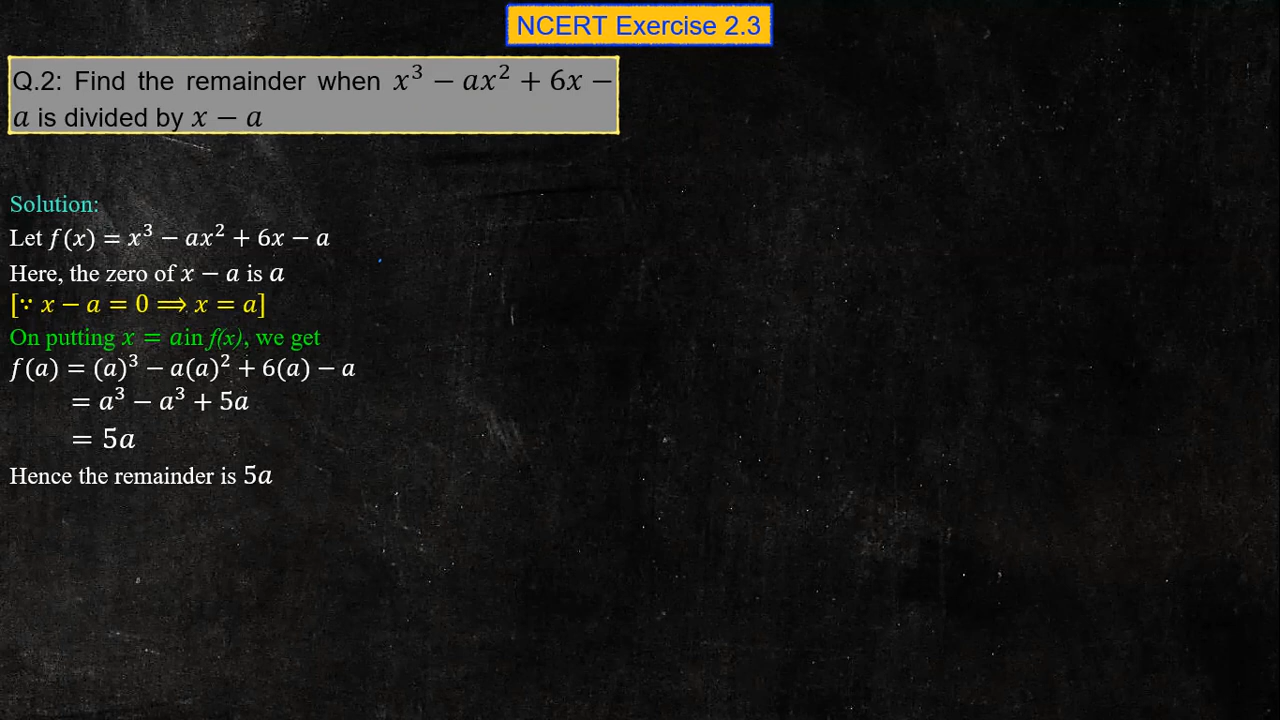 NCERT Exercise 2.3
Q.2: Find the remainder when x³ − ax² + 6x −
a is divided by x − a
Solution:
Let f(x) = x³ − ax² + 6x − a
Here, the zero of x − a is a
[∵ x − a = 0 ⟹ x = a]
On putting x = ain f(x), we get
f(a) = (a)³ − a(a)² + 6(a) − a
= a³ − a³ + 5a
= 5a
Hence the remainder is 5a